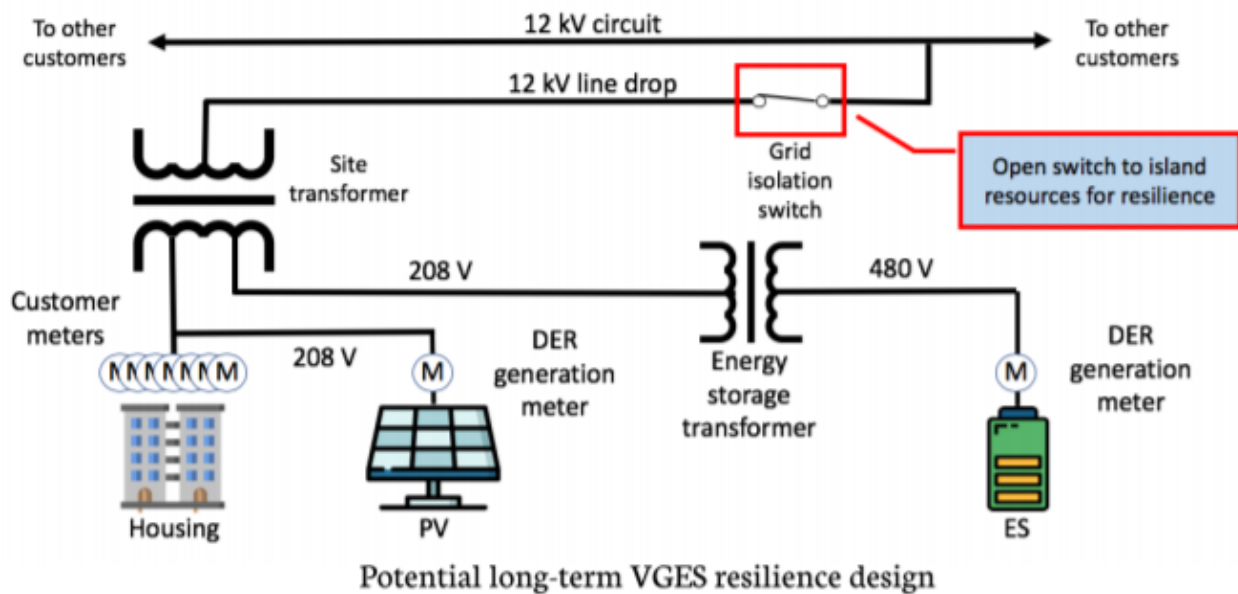 To other
customers
12 kV circuit
To other
customers
12 kV line drop
Site
transformer
Grid
isolation
switch
Open switch to island
resources for resilience
208 V
480 V
Customer
meters
208 V
DER
generation
meter
Energy
storage
transformer
DER
generation
meter
M M M M M M M
M
M
Housing
PV
ES
Potential long-term VGES resilience design